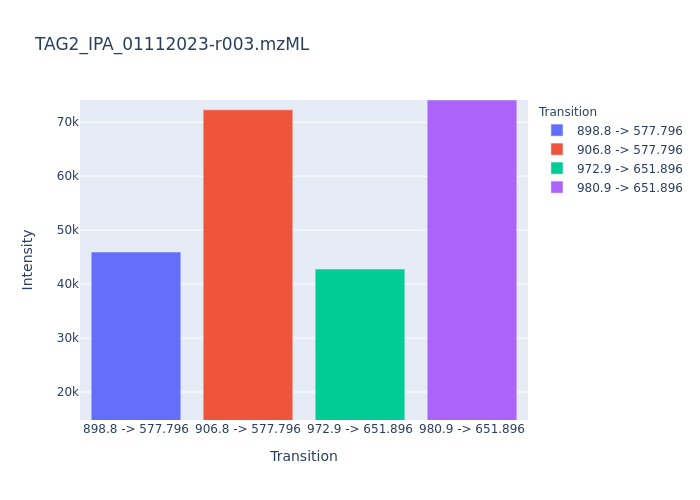 TAG2_IPA_01112023-r003.mzML
Transition
898.8 -> 577.796
906.8 -> 577.796
972.9 -> 651.896
980.9 -> 651.896
70k
60k
50k
40k
30k
20k
Intensity
898.8 -> 577.796 906.8 -> 577.796 972.9 -> 651.896 980.9 -> 651.896
Transition